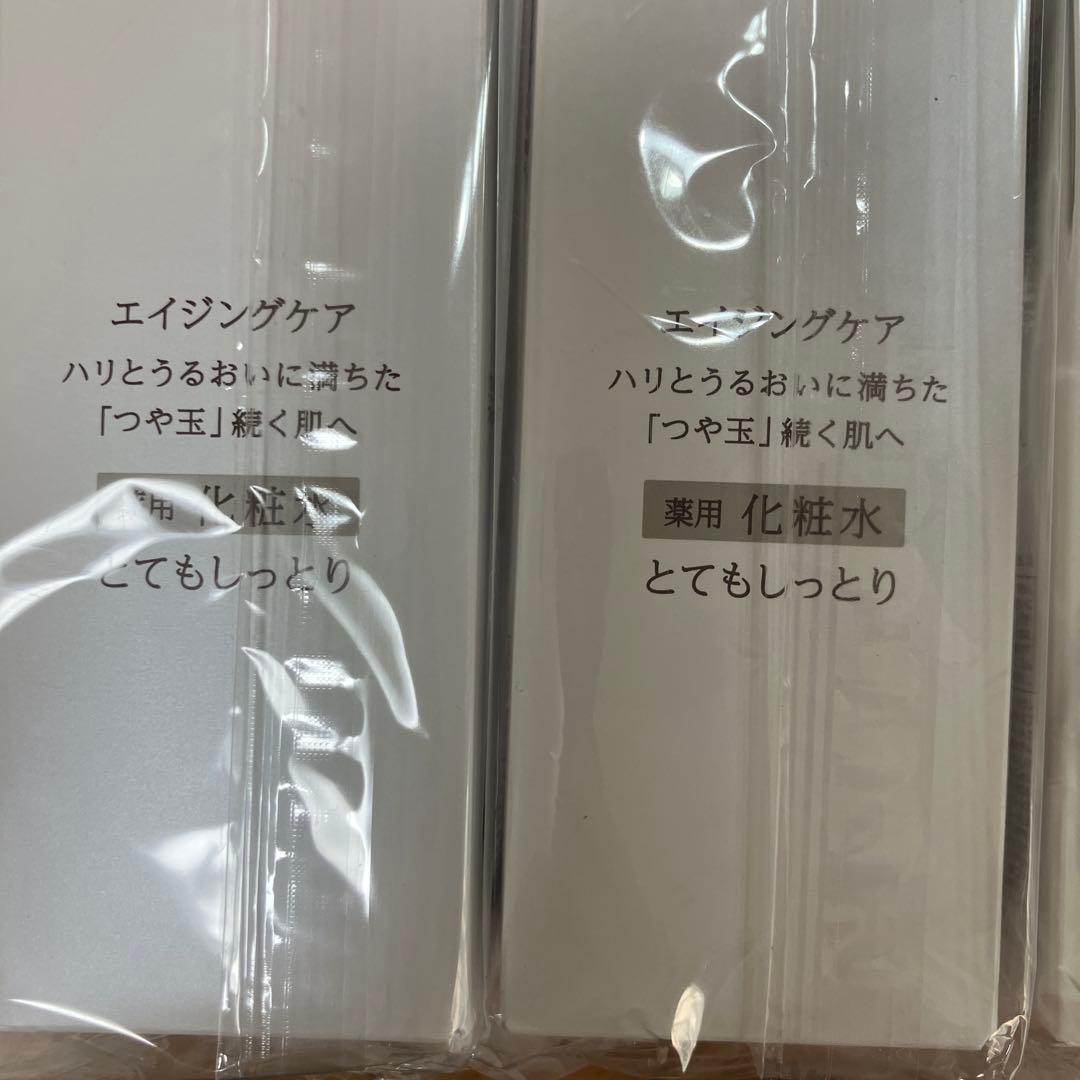 エイジングケア
ハリとうるおいに満ちた
「つや玉」続く肌へ
薬用 化粧水
とてもしっとり
エイジングケア
ハリとうるおいに満ちた
「つや玉」続く肌へ
薬用 化粧水
とてもしっとり